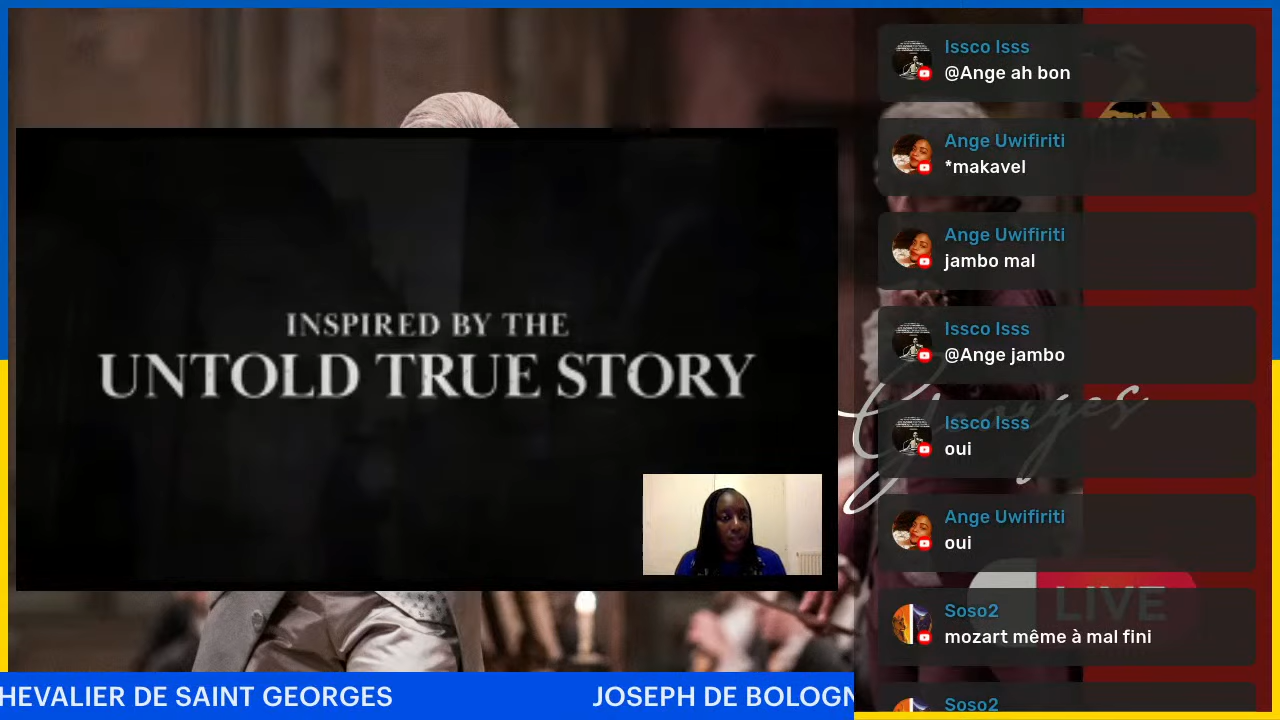 INSPIRED BY THE
UNTOLD TRUE STORY
Issco Isss
@Ange ah bon
Ange Uwifiriti
*makavel
Ange Uwifiriti
jambo mal
Issco Isss
@Ange jambo
Issco Isss
oui
Ange Uwifiriti
oui
Soso2
mozart même à mal fini
Soso2
Georges
LIVE
HEVALIER DE SAINT GEORGES
JOSEPH DE BOLOGN